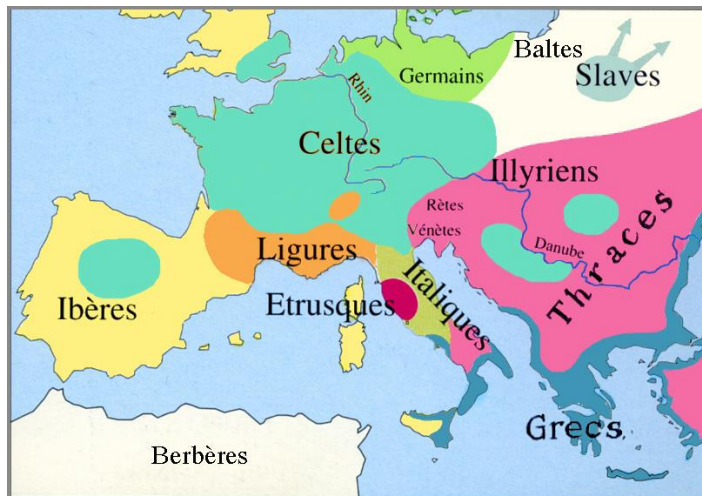 Baltes
Germains
Slaves
Rhin
Celtes
Illyriens
Rètes
Vénètes
Danube
Thraces
Ligures
Italiques
Etrusques
Ibères
Grecs
Berbères